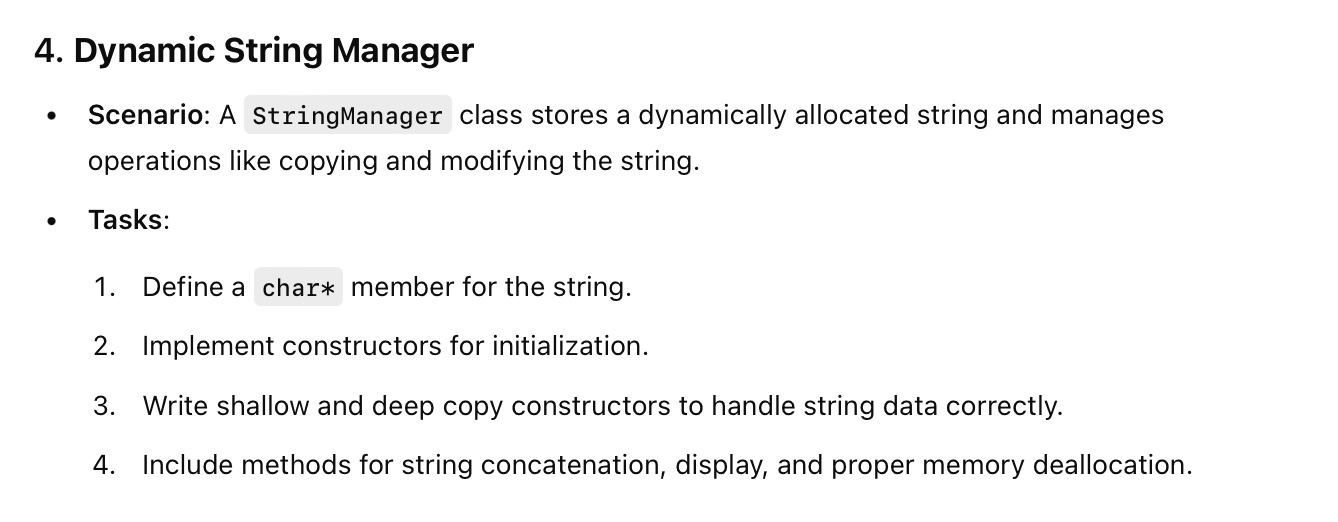 4. Dynamic String Manager
• Scenario: A StringManager class stores a dynamically allocated string and manages
operations like copying and modifying the string.
• Tasks:
1. Define a char* member for the string.
2. Implement constructors for initialization.
3. Write shallow and deep copy constructors to handle string data correctly.
4. Include methods for string concatenation, display, and proper memory deallocation.